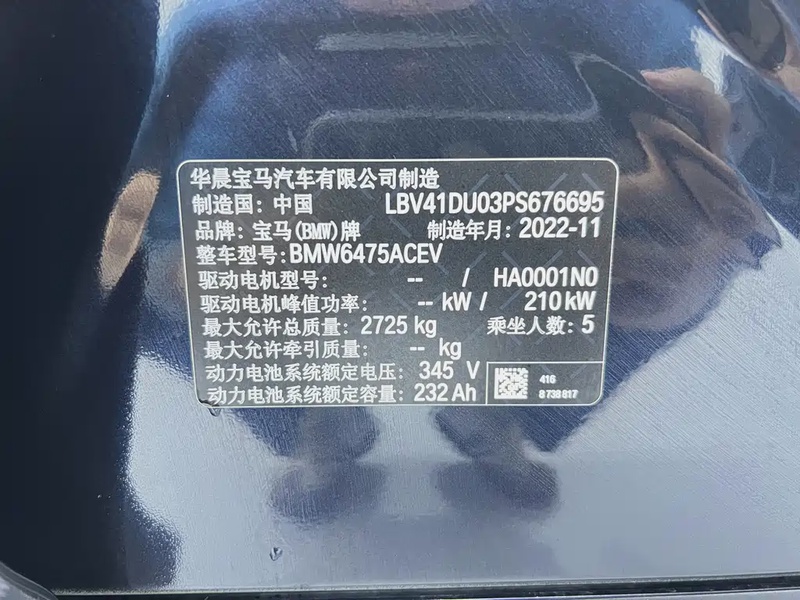 华晨宝马汽车有限公司制造
制造国：中国 LBV41DU03PS676695
品牌：宝马(BMW)牌 制造年月：2022-11
整车型号：BMW6475ACEV
驱动电机型号： -- / HA0001N0
驱动电机峰值功率： -- kW / 210kW
最大允许总质量：2725 kg 乘坐人数：5
最大允许牵引质量： -- kg
动力电池系统额定电压：345 V
动力电池系统额定容量：232Ah
416
8 738 817